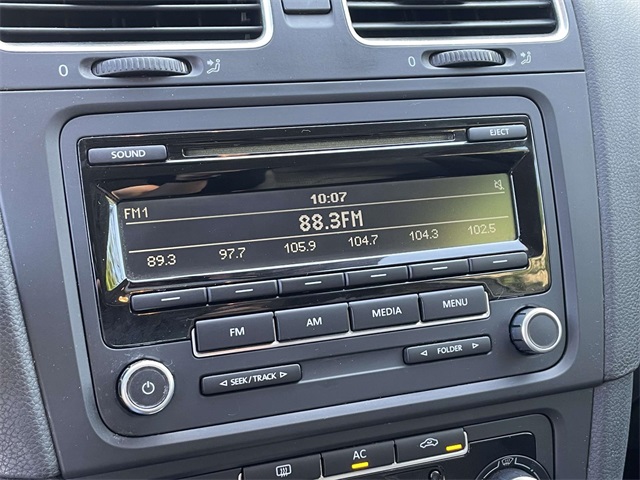 0 0
SOUND EJECT
10:07
FM1
88.3FM
89.3 97.7 105.9 104.7 104.3 102.5
FM AM MEDIA MENU
◁ SEEK/TRACK ▷ ◁ FOLDER ▷
AC